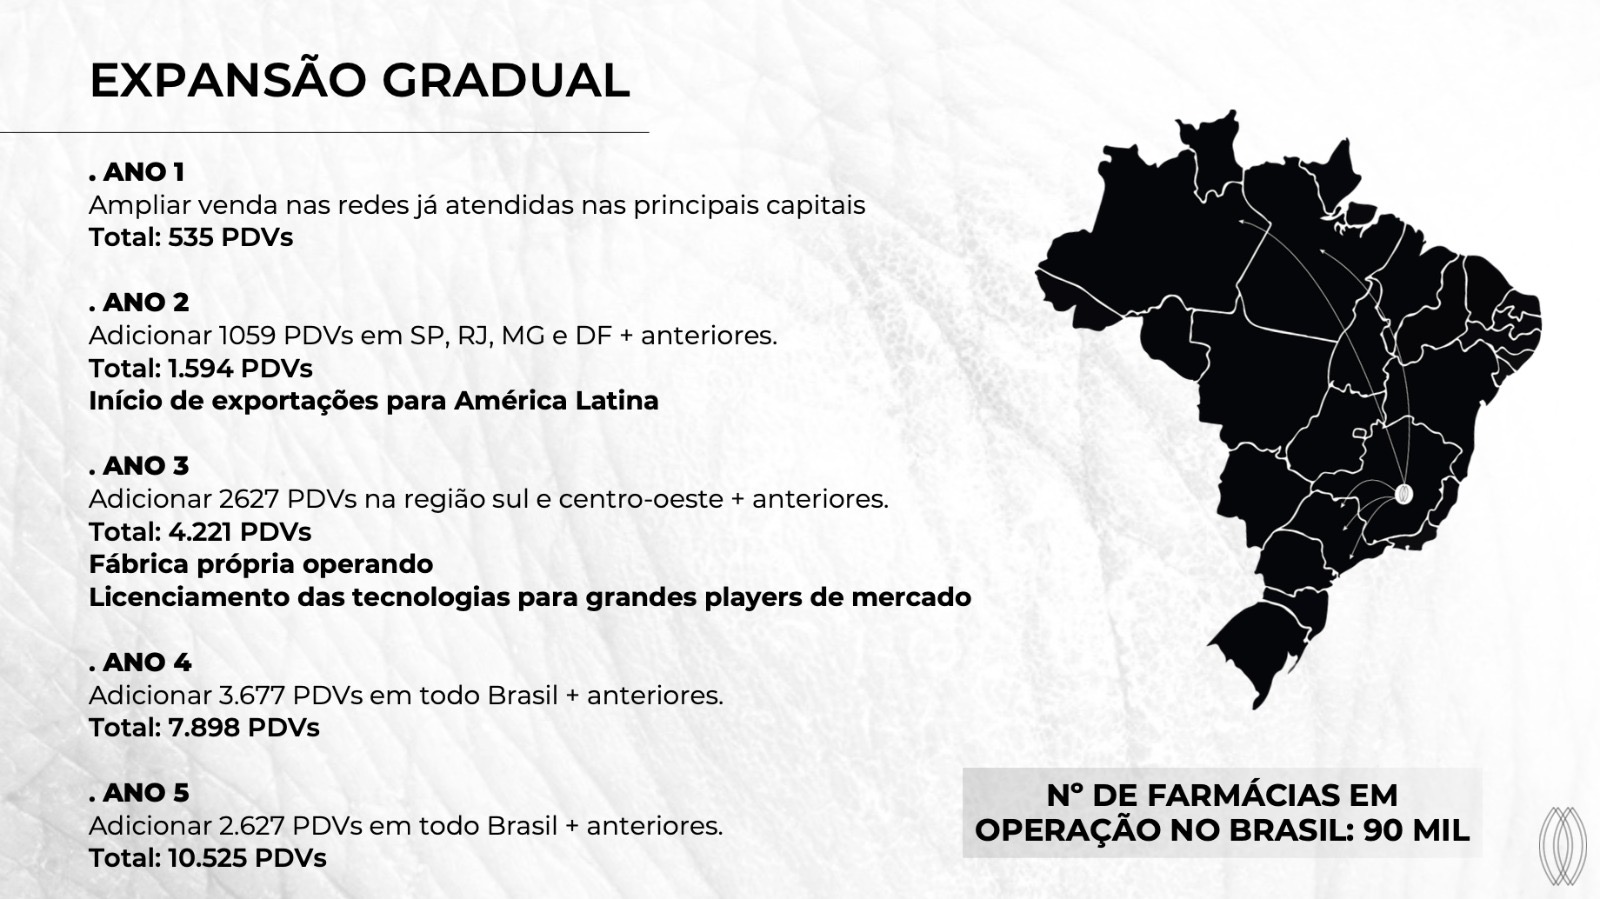 EXPANSÃO GRADUAL
. ANO 1
Ampliar venda nas redes já atendidas nas principais capitais
Total: 535 PDVs
. ANO 2
Adicionar 1059 PDVs em SP, RJ, MG e DF + anteriores.
Total: 1.594 PDVs
Início de exportações para América Latina
. ANO 3
Adicionar 2627 PDVs na região sul e centro-oeste + anteriores.
Total: 4.221 PDVs
Fábrica própria operando
Licenciamento das tecnologias para grandes players de mercado
. ANO 4
Adicionar 3.677 PDVs em todo Brasil + anteriores.
Total: 7.898 PDVs
. ANO 5
Adicionar 2.627 PDVs em todo Brasil + anteriores.
Total: 10.525 PDVs
Nº DE FARMÁCIAS EM
OPERAÇÃO NO BRASIL: 90 MIL